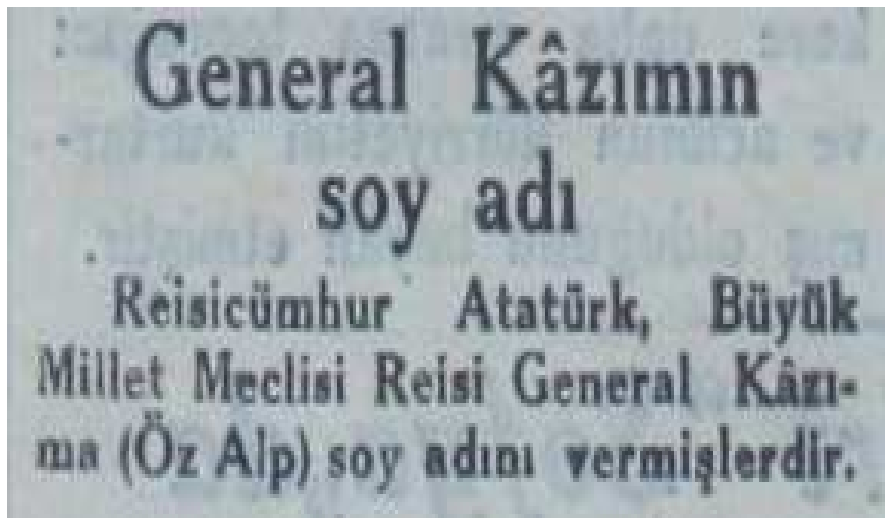 General Kâzımın
soy adı
Reisicümhur Atatürk, Büyük
Millet Meclisi Reisi General Kâzı-
ma (Öz Alp) soy adını vermişlerdir.